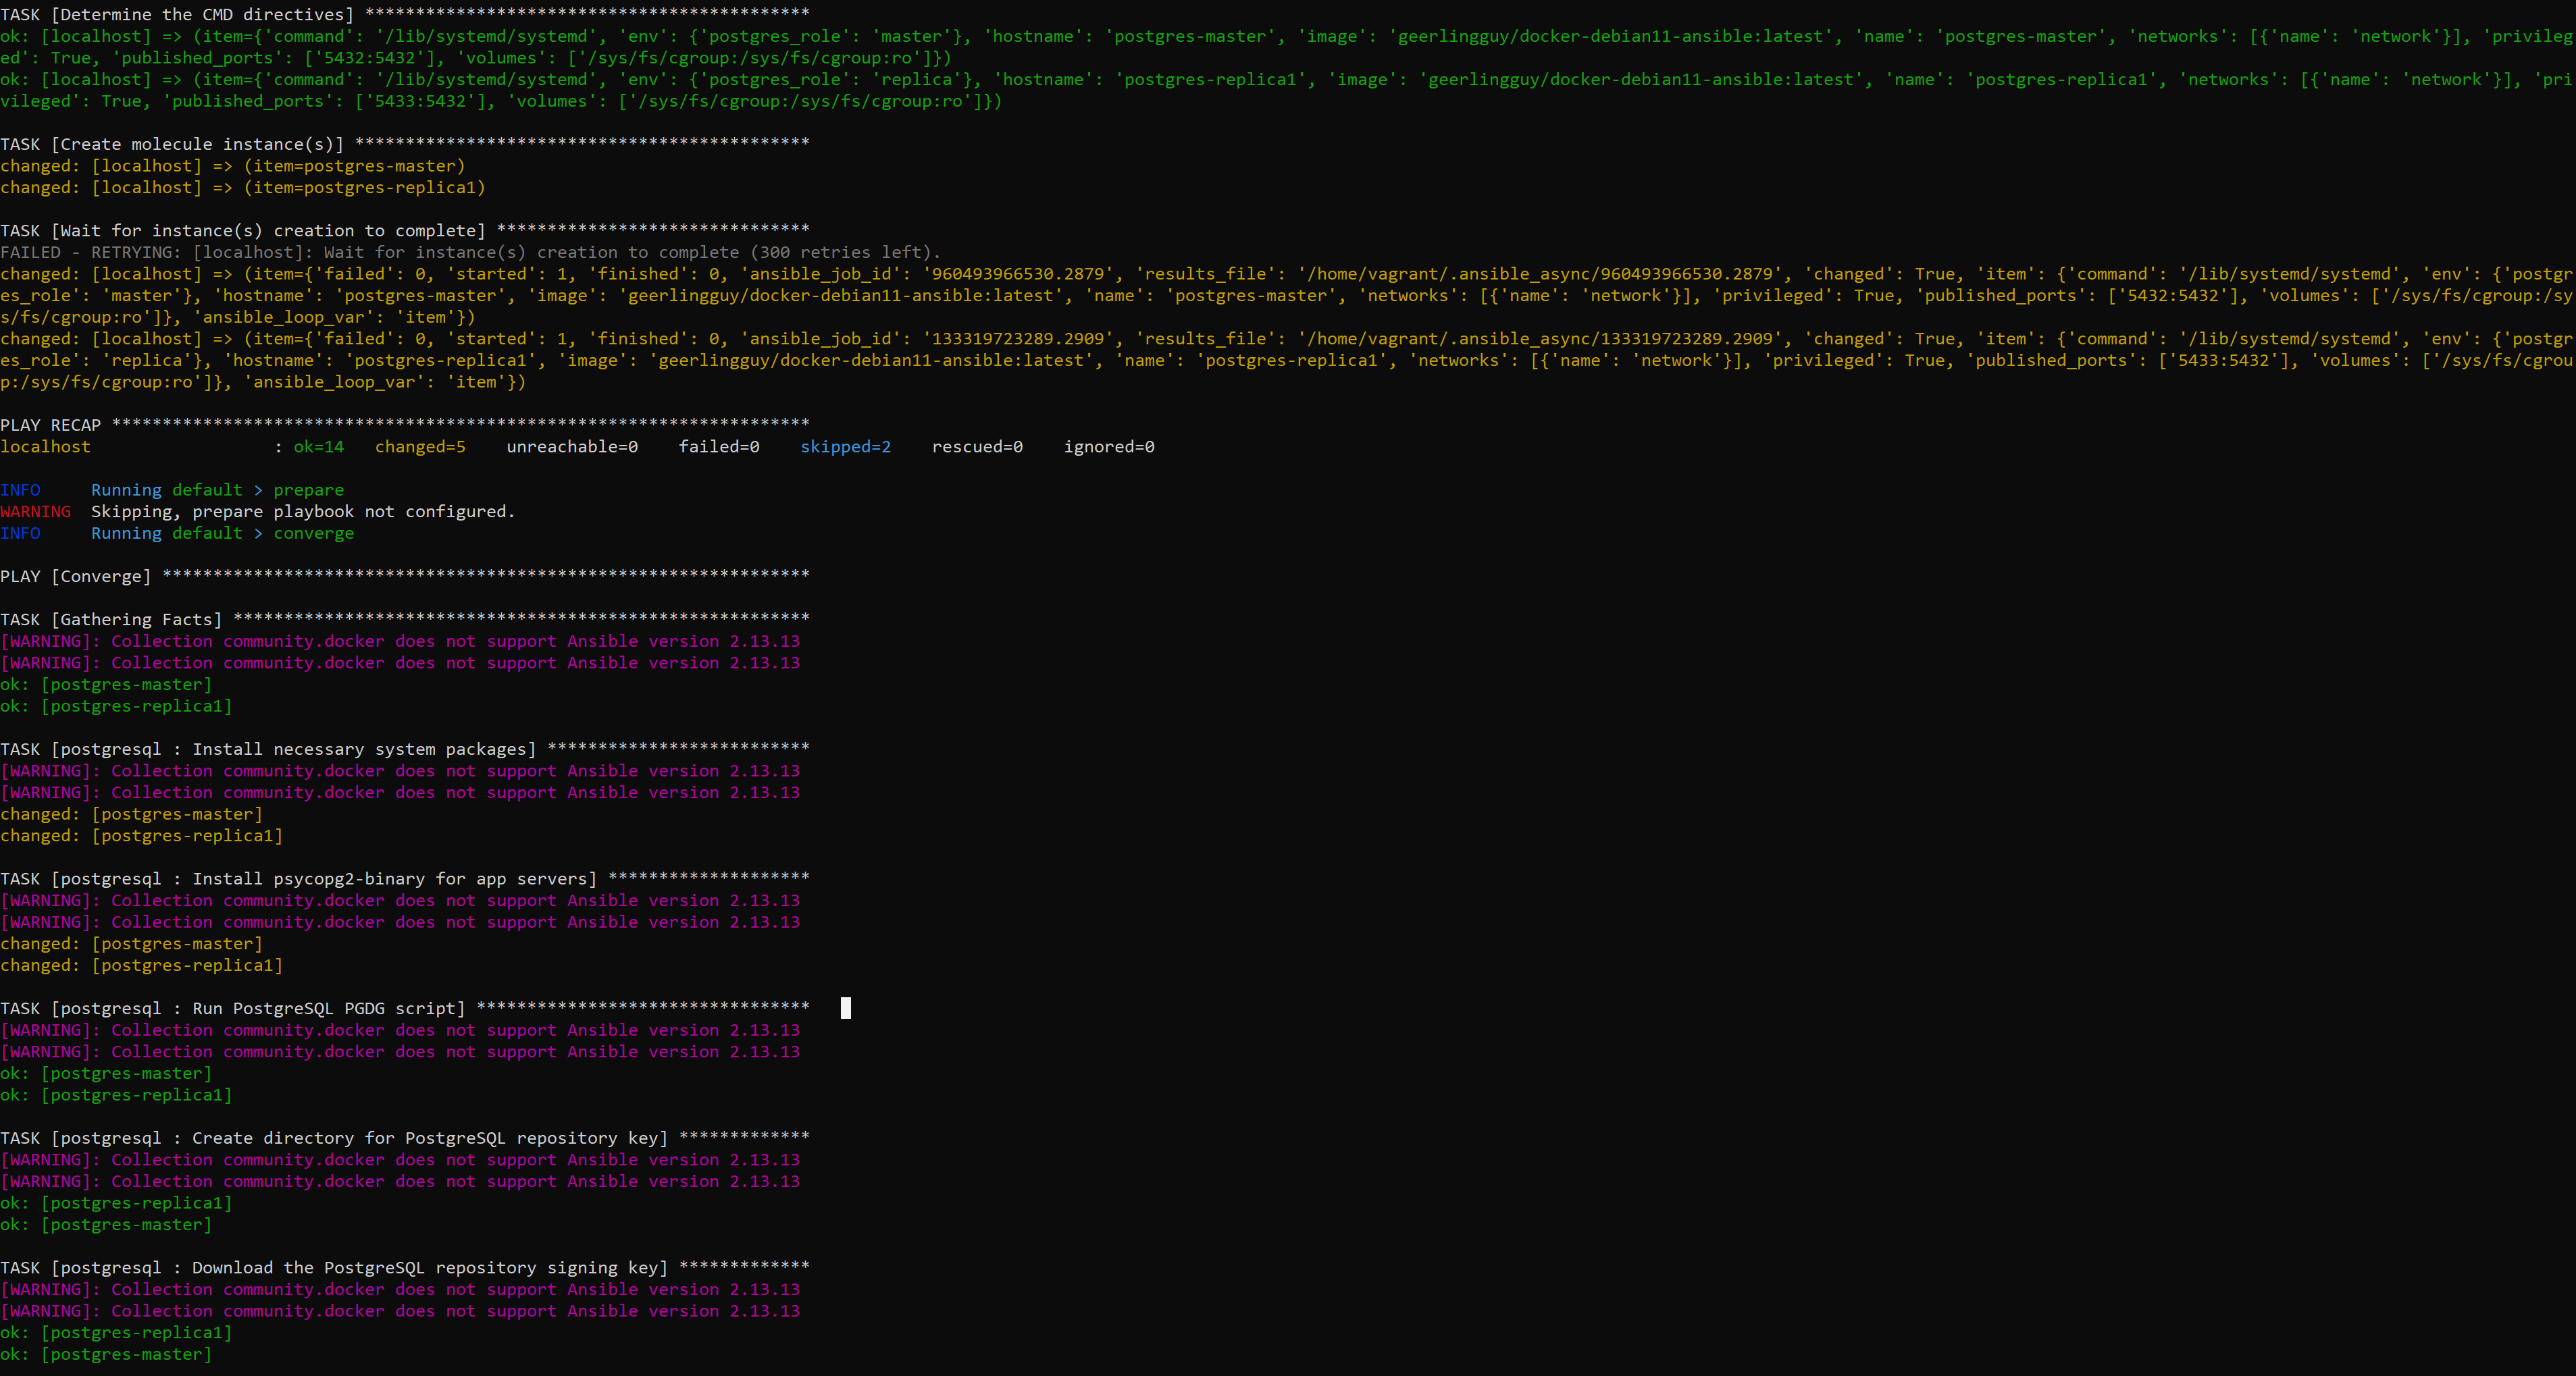 TASK [Determine the CMD directives] ********************************************
ok: [localhost] => (item={'command': '/lib/systemd/systemd', 'env': {'postgres_role': 'master'}, 'hostname': 'postgres-master', 'image': 'geerlingguy/docker-debian11-ansible:latest', 'name': 'postgres-master', 'networks': [{'name': 'network'}], 'privileg
ed': True, 'published_ports': ['5432:5432'], 'volumes': ['/sys/fs/cgroup:/sys/fs/cgroup:ro']})
ok: [localhost] => (item={'command': '/lib/systemd/systemd', 'env': {'postgres_role': 'replica'}, 'hostname': 'postgres-replica1', 'image': 'geerlingguy/docker-debian11-ansible:latest', 'name': 'postgres-replica1', 'networks': [{'name': 'network'}], 'pri
vileged': True, 'published_ports': ['5433:5432'], 'volumes': ['/sys/fs/cgroup:/sys/fs/cgroup:ro']})
TASK [Create molecule instance(s)] *********************************************
changed: [localhost] => (item=postgres-master)
changed: [localhost] => (item=postgres-replica1)
TASK [Wait for instance(s) creation to complete] *******************************
FAILED - RETRYING: [localhost]: Wait for instance(s) creation to complete (300 retries left).
changed: [localhost] => (item={'failed': 0, 'started': 1, 'finished': 0, 'ansible_job_id': '960493966530.2879', 'results_file': '/home/vagrant/.ansible_async/960493966530.2879', 'changed': True, 'item': {'command': '/lib/systemd/systemd', 'env': {'postgr
es_role': 'master'}, 'hostname': 'postgres-master', 'image': 'geerlingguy/docker-debian11-ansible:latest', 'name': 'postgres-master', 'networks': [{'name': 'network'}], 'privileged': True, 'published_ports': ['5432:5432'], 'volumes': ['/sys/fs/cgroup:/sy
s/fs/cgroup:ro']}, 'ansible_loop_var': 'item'})
changed: [localhost] => (item={'failed': 0, 'started': 1, 'finished': 0, 'ansible_job_id': '133319723289.2909', 'results_file': '/home/vagrant/.ansible_async/133319723289.2909', 'changed': True, 'item': {'command': '/lib/systemd/systemd', 'env': {'postgr
es_role': 'replica'}, 'hostname': 'postgres-replica1', 'image': 'geerlingguy/docker-debian11-ansible:latest', 'name': 'postgres-replica1', 'networks': [{'name': 'network'}], 'privileged': True, 'published_ports': ['5433:5432'], 'volumes': ['/sys/fs/cgrou
p:/sys/fs/cgroup:ro']}, 'ansible_loop_var': 'item'})
PLAY RECAP *********************************************************************
localhost                  : ok=14   changed=5    unreachable=0    failed=0    skipped=2    rescued=0    ignored=0
INFO     Running default > prepare
WARNING  Skipping, prepare playbook not configured.
INFO     Running default > converge
PLAY [Converge] ****************************************************************
TASK [Gathering Facts] *********************************************************
[WARNING]: Collection community.docker does not support Ansible version 2.13.13
[WARNING]: Collection community.docker does not support Ansible version 2.13.13
ok: [postgres-master]
ok: [postgres-replica1]
TASK [postgresql : Install necessary system packages] **************************
[WARNING]: Collection community.docker does not support Ansible version 2.13.13
[WARNING]: Collection community.docker does not support Ansible version 2.13.13
changed: [postgres-master]
changed: [postgres-replica1]
TASK [postgresql : Install psycopg2-binary for app servers] ********************
[WARNING]: Collection community.docker does not support Ansible version 2.13.13
[WARNING]: Collection community.docker does not support Ansible version 2.13.13
changed: [postgres-master]
changed: [postgres-replica1]
TASK [postgresql : Run PostgreSQL PGDG script] *********************************
[WARNING]: Collection community.docker does not support Ansible version 2.13.13
[WARNING]: Collection community.docker does not support Ansible version 2.13.13
ok: [postgres-master]
ok: [postgres-replica1]
TASK [postgresql : Create directory for PostgreSQL repository key] *************
[WARNING]: Collection community.docker does not support Ansible version 2.13.13
[WARNING]: Collection community.docker does not support Ansible version 2.13.13
ok: [postgres-replica1]
ok: [postgres-master]
TASK [postgresql : Download the PostgreSQL repository signing key] *************
[WARNING]: Collection community.docker does not support Ansible version 2.13.13
[WARNING]: Collection community.docker does not support Ansible version 2.13.13
ok: [postgres-replica1]
ok: [postgres-master]